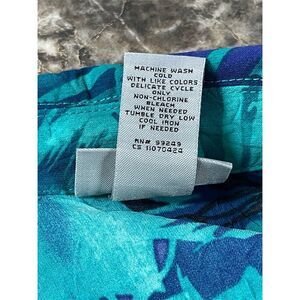 MACHINE WASH
COLD
WITH LIKE COLORS
DELICATE CYCLE
ONLY
NON-CHLORINE
BLEACH
WHEN NEEDED
TUMBLE DRY LOW
COOL IRON
IF NEEDED
RN# 99249
CS 11070424